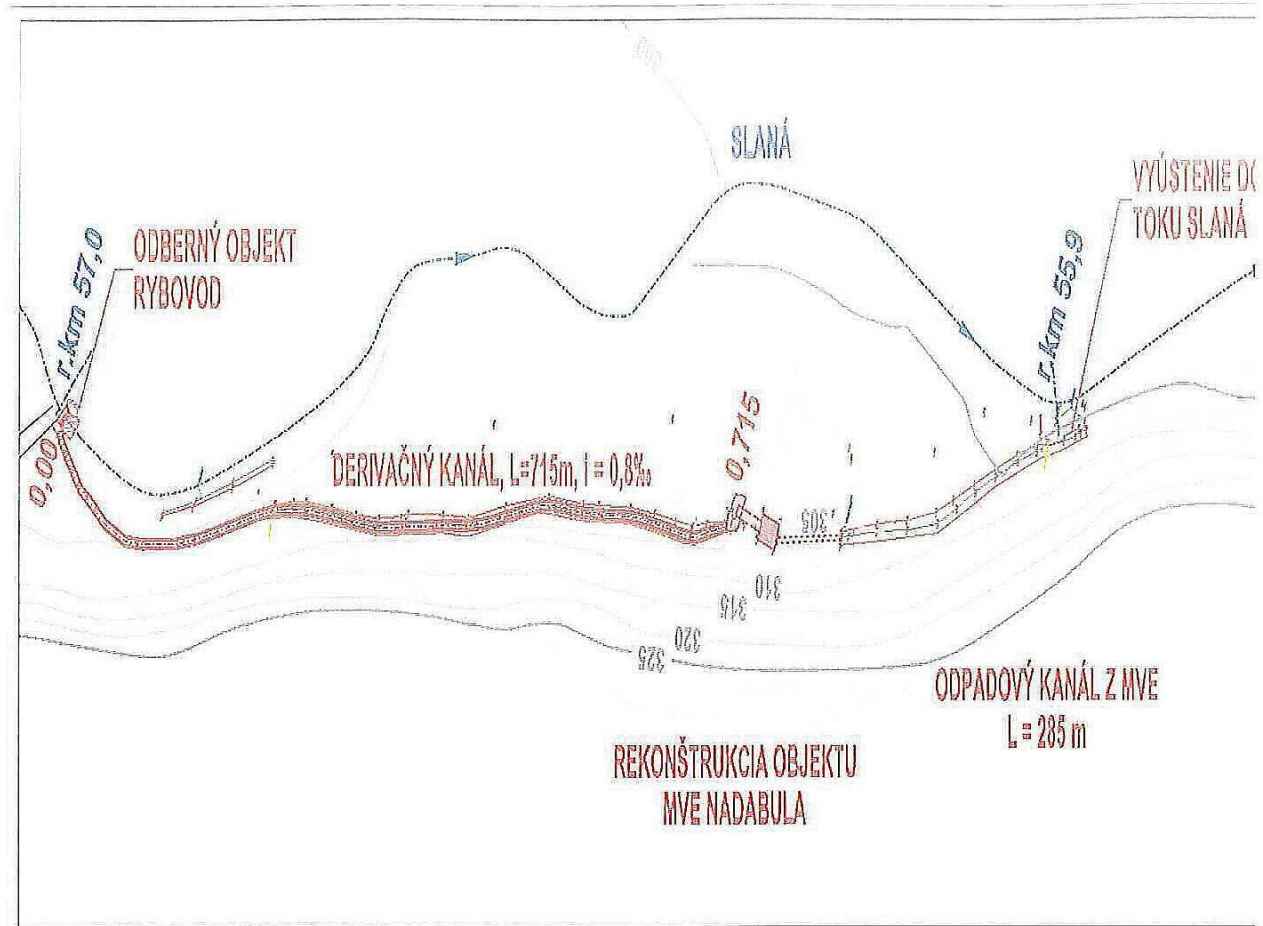 SLANÁ
VYÚSTENIE DO
TOKU SLANÁ
ODBERNÝ OBJEKT
RYBOVOD
r.km 57,0
r.km 55,9
0,00
0,715
DERIVAČNÝ KANÁL, L=715m, i = 0,8‰
305
310
315
320
325
ODPADOVÝ KANÁL Z MVE
L = 285 m
REKONŠTRUKCIA OBJEKTU
MVE NADABULA